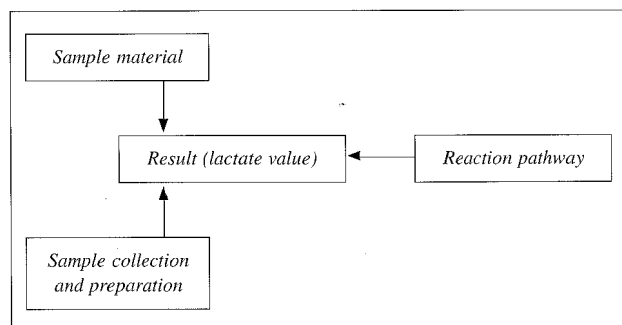 Sample material
Result (lactate value)
Reaction pathway
Sample collection
and preparation